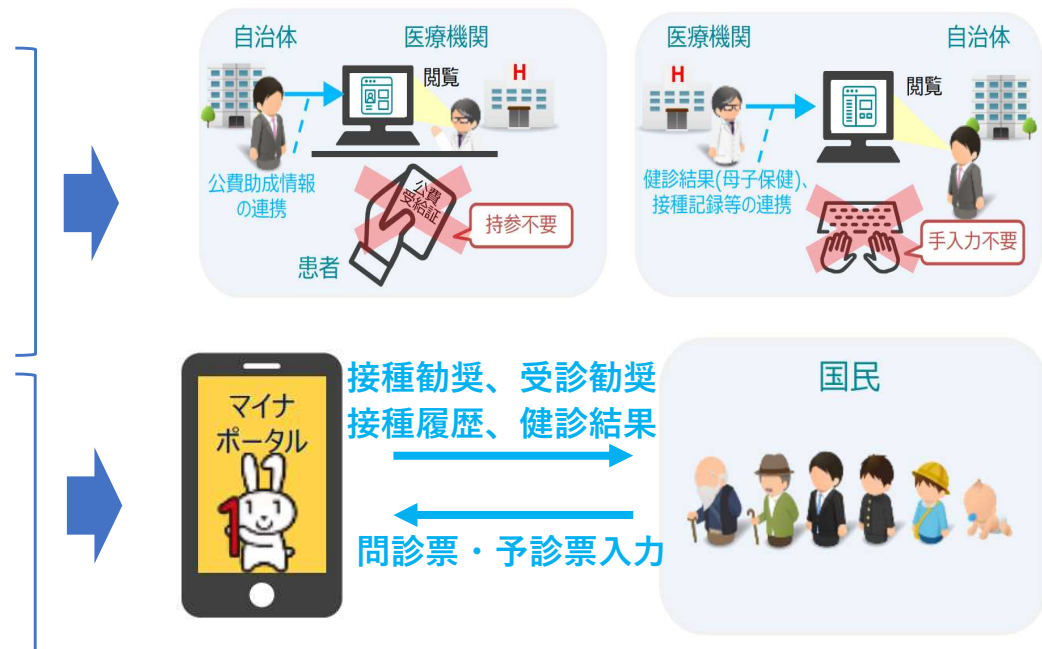 自治体
医療機関
閲覧
H
公費助成情報
の連携
公費
受給証
持参不要
患者
医療機関
自治体
H
閲覧
健診結果(母子保健)、
接種記録等の連携
手入力不要
マイナ
ポータル
1
接種勧奨、受診勧奨
接種履歴、健診結果
問診票・予診票入力
国民